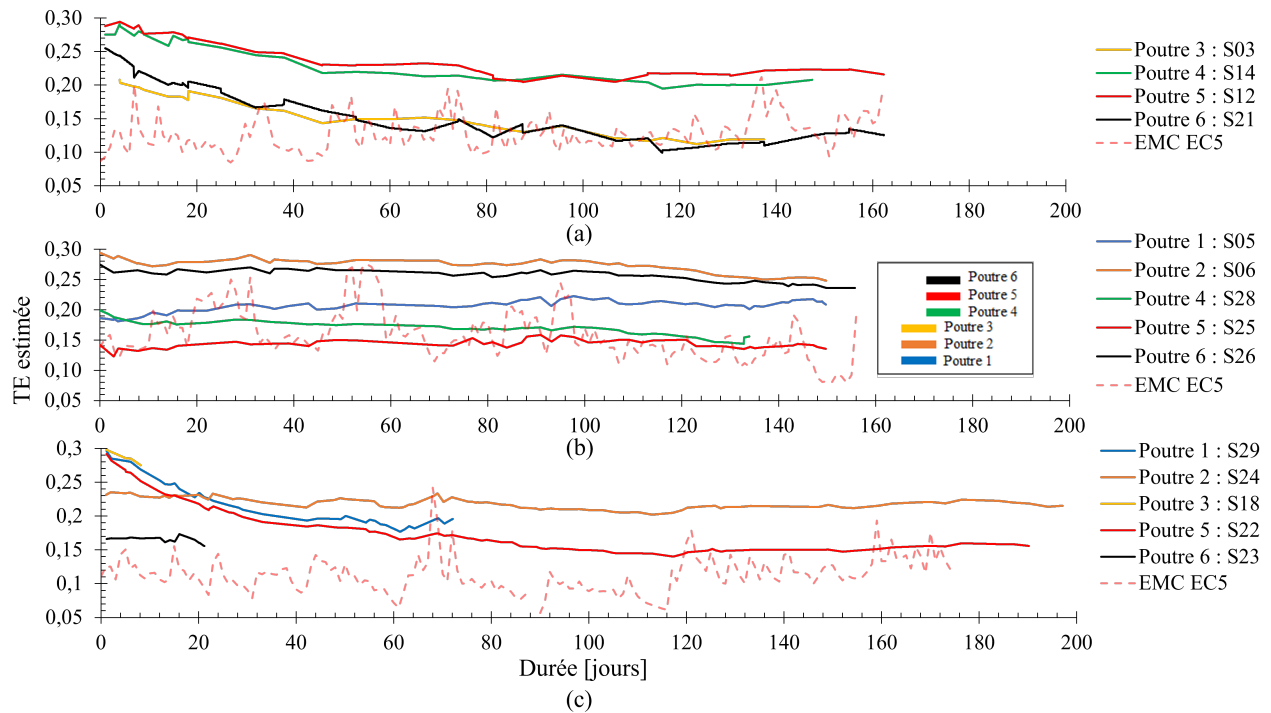 0,30
0,25
0,20
0,15
0,10
0,05
0 20 40 60 80 100 120 140 160 180 200
(a)
Poutre 3 : S03
Poutre 4 : S14
Poutre 5 : S12
Poutre 6 : S21
EMC EC5
TE estimée
0,30
0,25
0,20
0,15
0,10
0,05
0 20 40 60 80 100 120 140 160 180 200
(b)
Poutre 6
Poutre 5
Poutre 4
Poutre 3
Poutre 2
Poutre 1
Poutre 1 : S05
Poutre 2 : S06
Poutre 4 : S28
Poutre 5 : S25
Poutre 6 : S26
EMC EC5
0,3
0,25
0,2
0,15
0,1
0,05
0 20 40 60 80 100 120 140 160 180 200
Durée [jours]
(c)
Poutre 1 : S29
Poutre 2 : S24
Poutre 3 : S18
Poutre 5 : S22
Poutre 6 : S23
EMC EC5